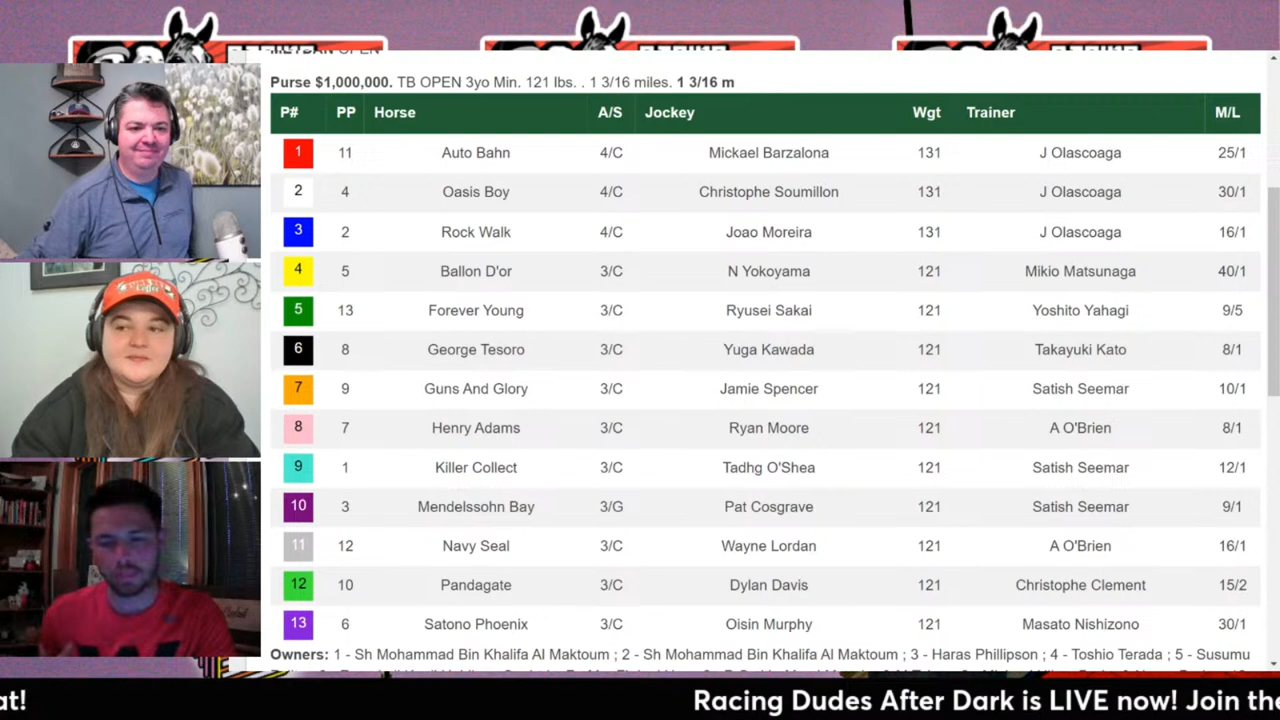 Purse $1,000,000. TB OPEN 3yo Min. 121 lbs. . 1 3/16 miles. 1 3/16 m
P# PP Horse A/S Jockey Wgt Trainer M/L
1 11 Auto Bahn 4/C Mickael Barzalona 131 J Olascoaga 25/1
2 4 Oasis Boy 4/C Christophe Soumillon 131 J Olascoaga 30/1
3 2 Rock Walk 4/C Joao Moreira 131 J Olascoaga 16/1
4 5 Ballon D'or 3/C N Yokoyama 121 Mikio Matsunaga 40/1
5 13 Forever Young 3/C Ryusei Sakai 121 Yoshito Yahagi 9/5
6 8 George Tesoro 3/C Yuga Kawada 121 Takayuki Kato 8/1
7 9 Guns And Glory 3/C Jamie Spencer 121 Satish Seemar 10/1
8 7 Henry Adams 3/C Ryan Moore 121 A O'Brien 8/1
9 1 Killer Collect 3/C Tadhg O'Shea 121 Satish Seemar 12/1
10 3 Mendelssohn Bay 3/G Pat Cosgrave 121 Satish Seemar 9/1
11 12 Navy Seal 3/C Wayne Lordan 121 A O'Brien 16/1
12 10 Pandagate 3/C Dylan Davis 121 Christophe Clement 15/2
13 6 Satono Phoenix 3/C Oisin Murphy 121 Masato Nishizono 30/1
Owners: 1 - Sh Mohammad Bin Khalifa Al Maktoum ; 2 - Sh Mohammad Bin Khalifa Al Maktoum ; 3 - Haras Phillipson ; 4 - Toshio Terada ; 5 - Susumu
at! Racing Dudes After Dark is LIVE now! Join the